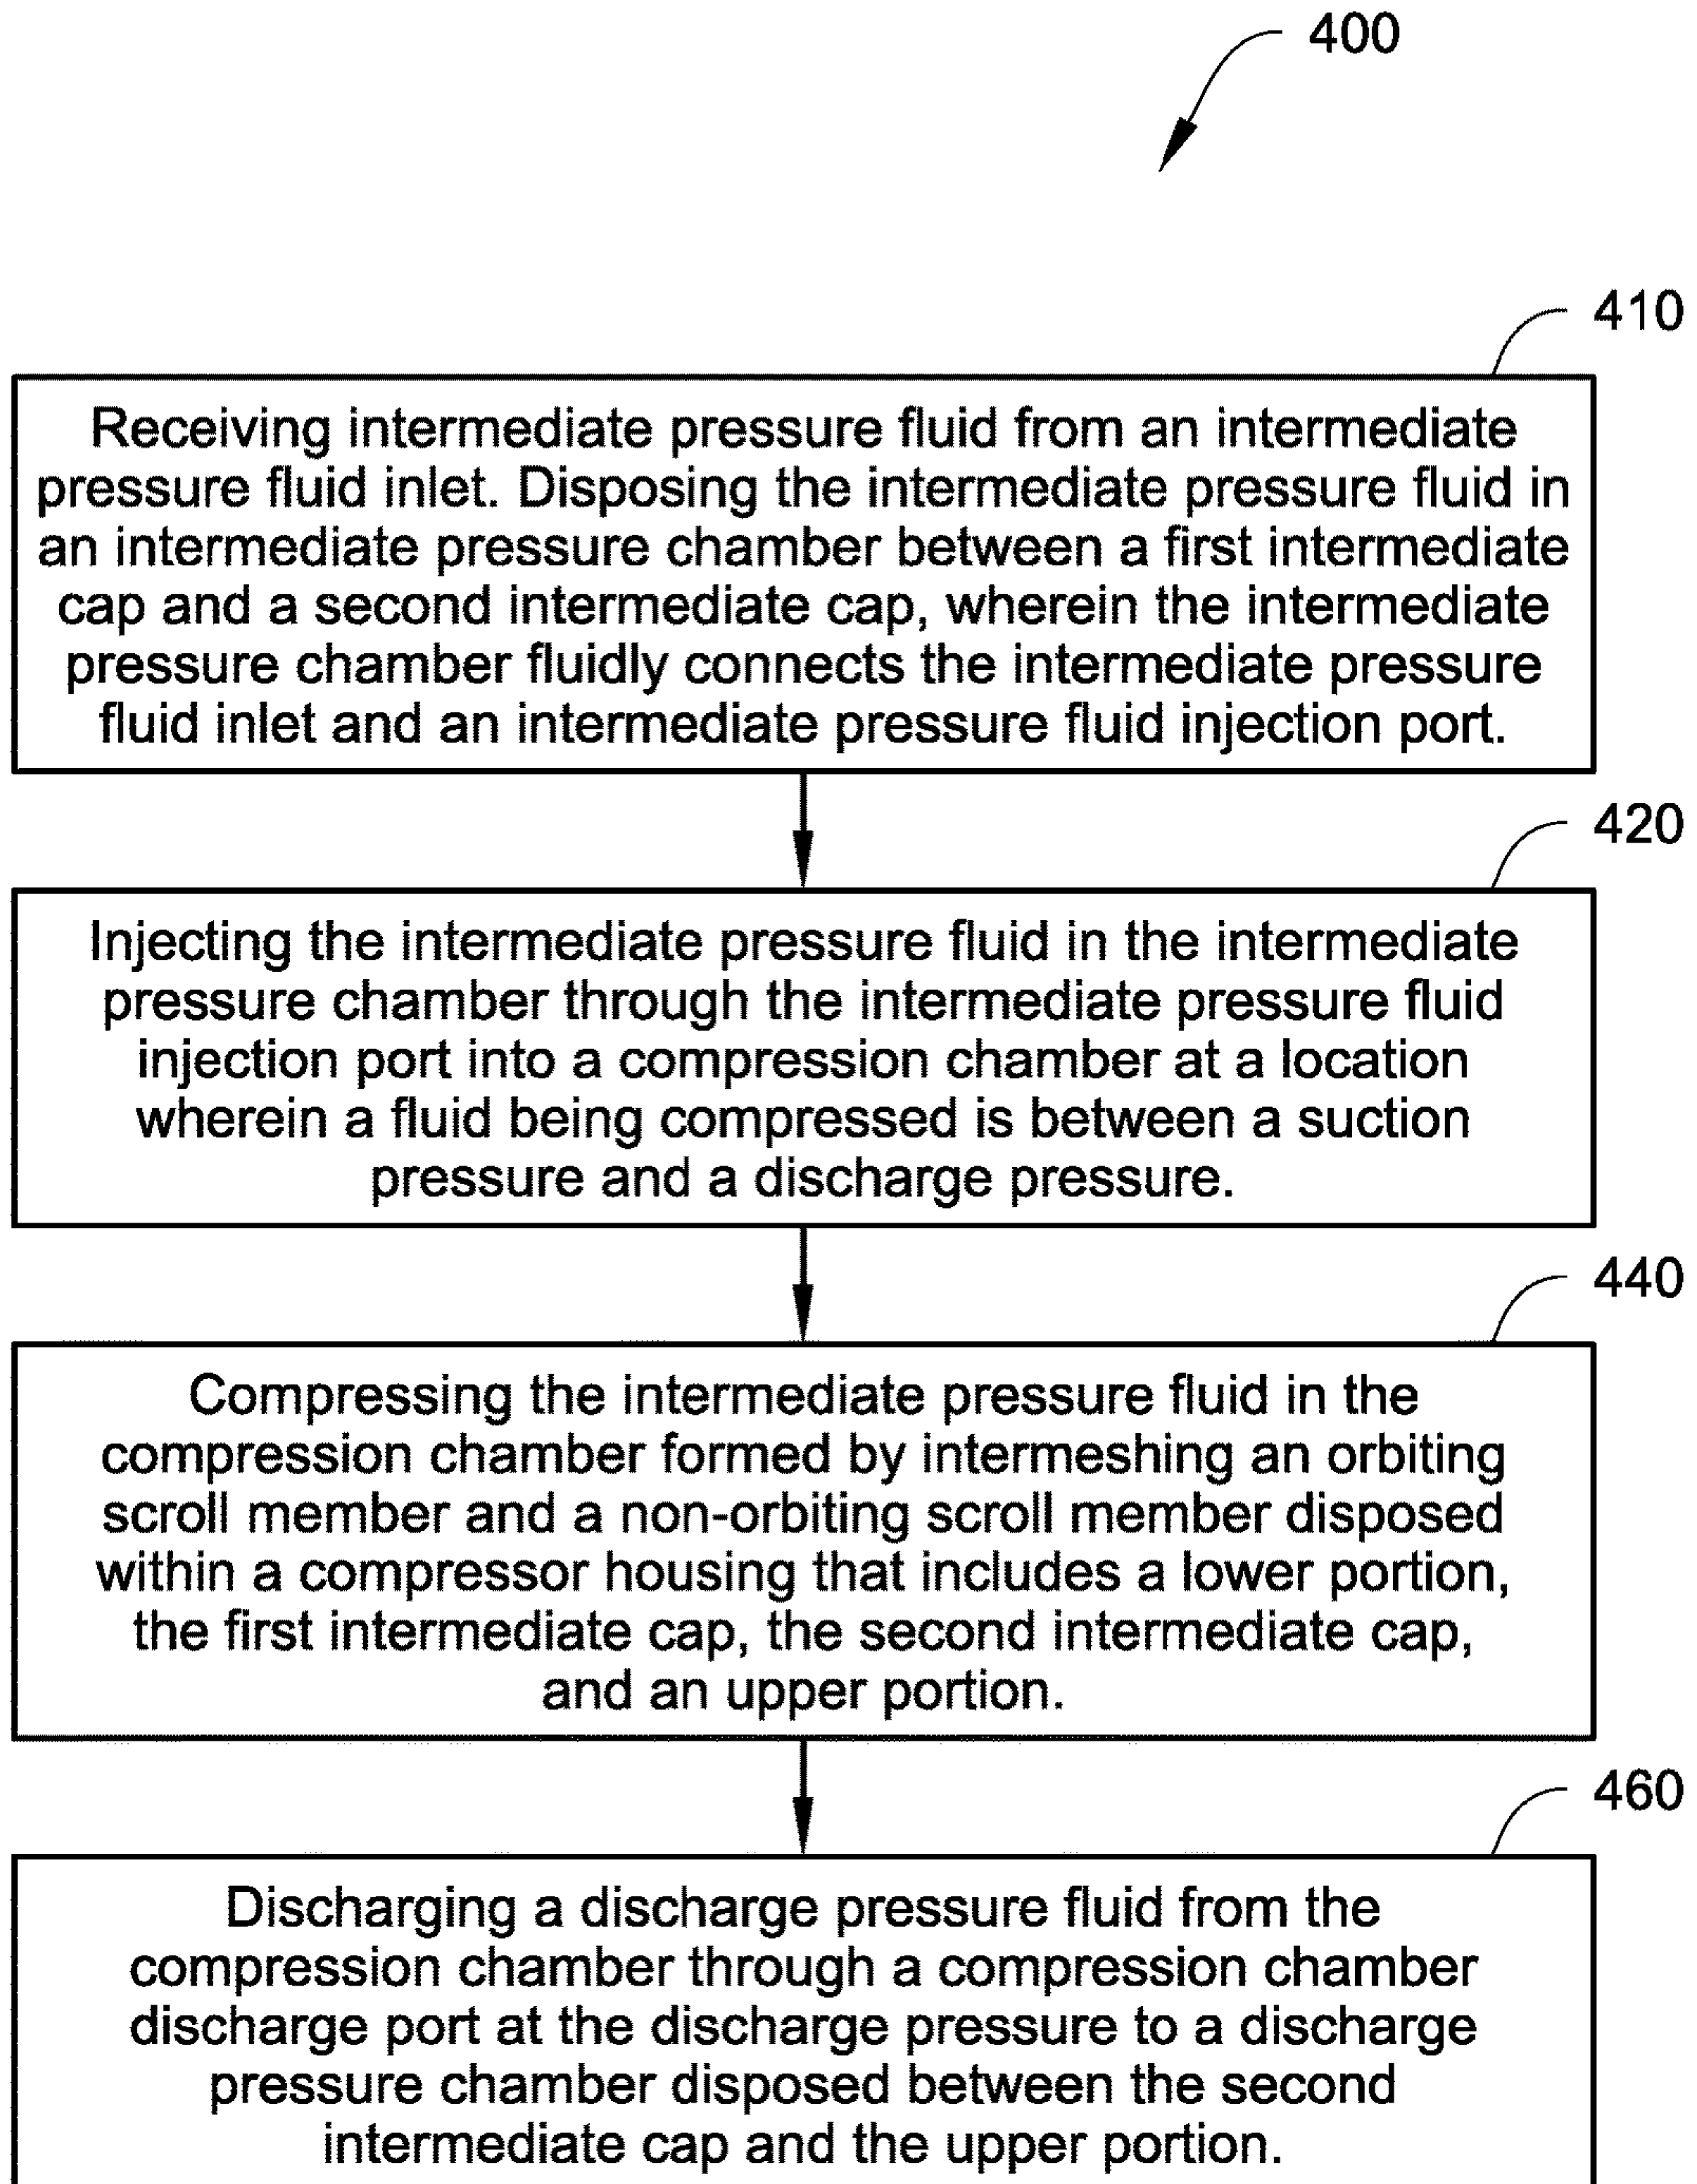 400
410
Receiving intermediate pressure fluid from an intermediate
pressure fluid inlet. Disposing the intermediate pressure fluid in
an intermediate pressure chamber between a first intermediate
cap and a second intermediate cap, wherein the intermediate
pressure chamber fluidly connects the intermediate pressure
fluid inlet and an intermediate pressure fluid injection port.
420
Injecting the intermediate pressure fluid in the intermediate
pressure chamber through the intermediate pressure fluid
injection port into a compression chamber at a location
wherein a fluid being compressed is between a suction
pressure and a discharge pressure.
440
Compressing the intermediate pressure fluid in the
compression chamber formed by intermeshing an orbiting
scroll member and a non-orbiting scroll member disposed
within a compressor housing that includes a lower portion,
the first intermediate cap, the second intermediate cap,
and an upper portion.
460
Discharging a discharge pressure fluid from the
compression chamber through a compression chamber
discharge port at the discharge pressure to a discharge
pressure chamber disposed between the second
intermediate cap and the upper portion.